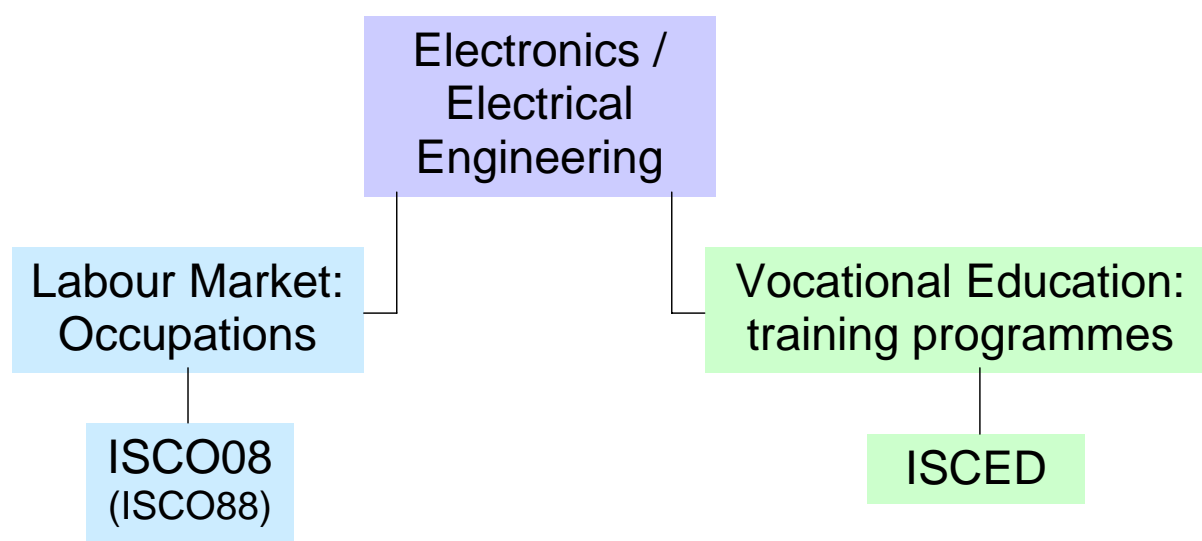 Electronics /
Electrical
Engineering
Labour Market:
Occupations
Vocational Education:
training programmes
ISCO08
(ISCO88)
ISCED